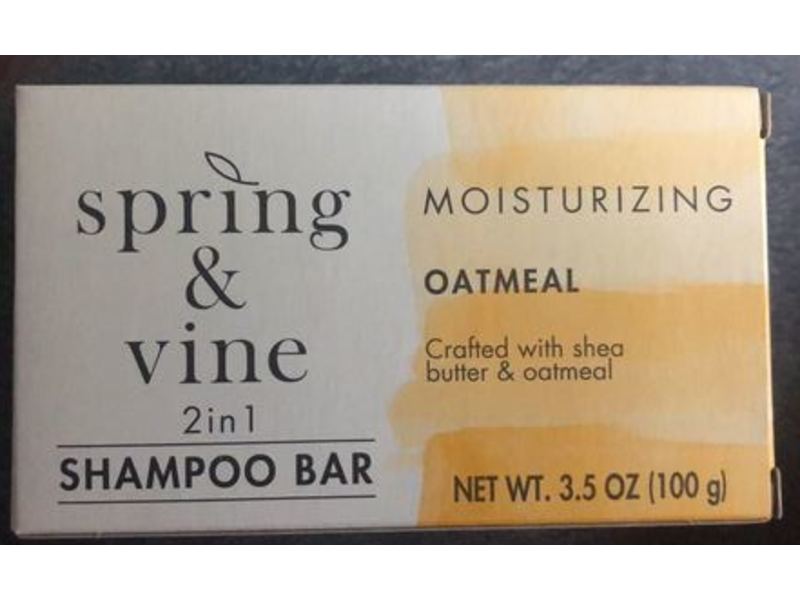 spring
&
vine
2in1
SHAMPOO BAR
MOISTURIZING
OATMEAL
Crafted with shea
butter & oatmeal
NET WT. 3.5 OZ (100 g)